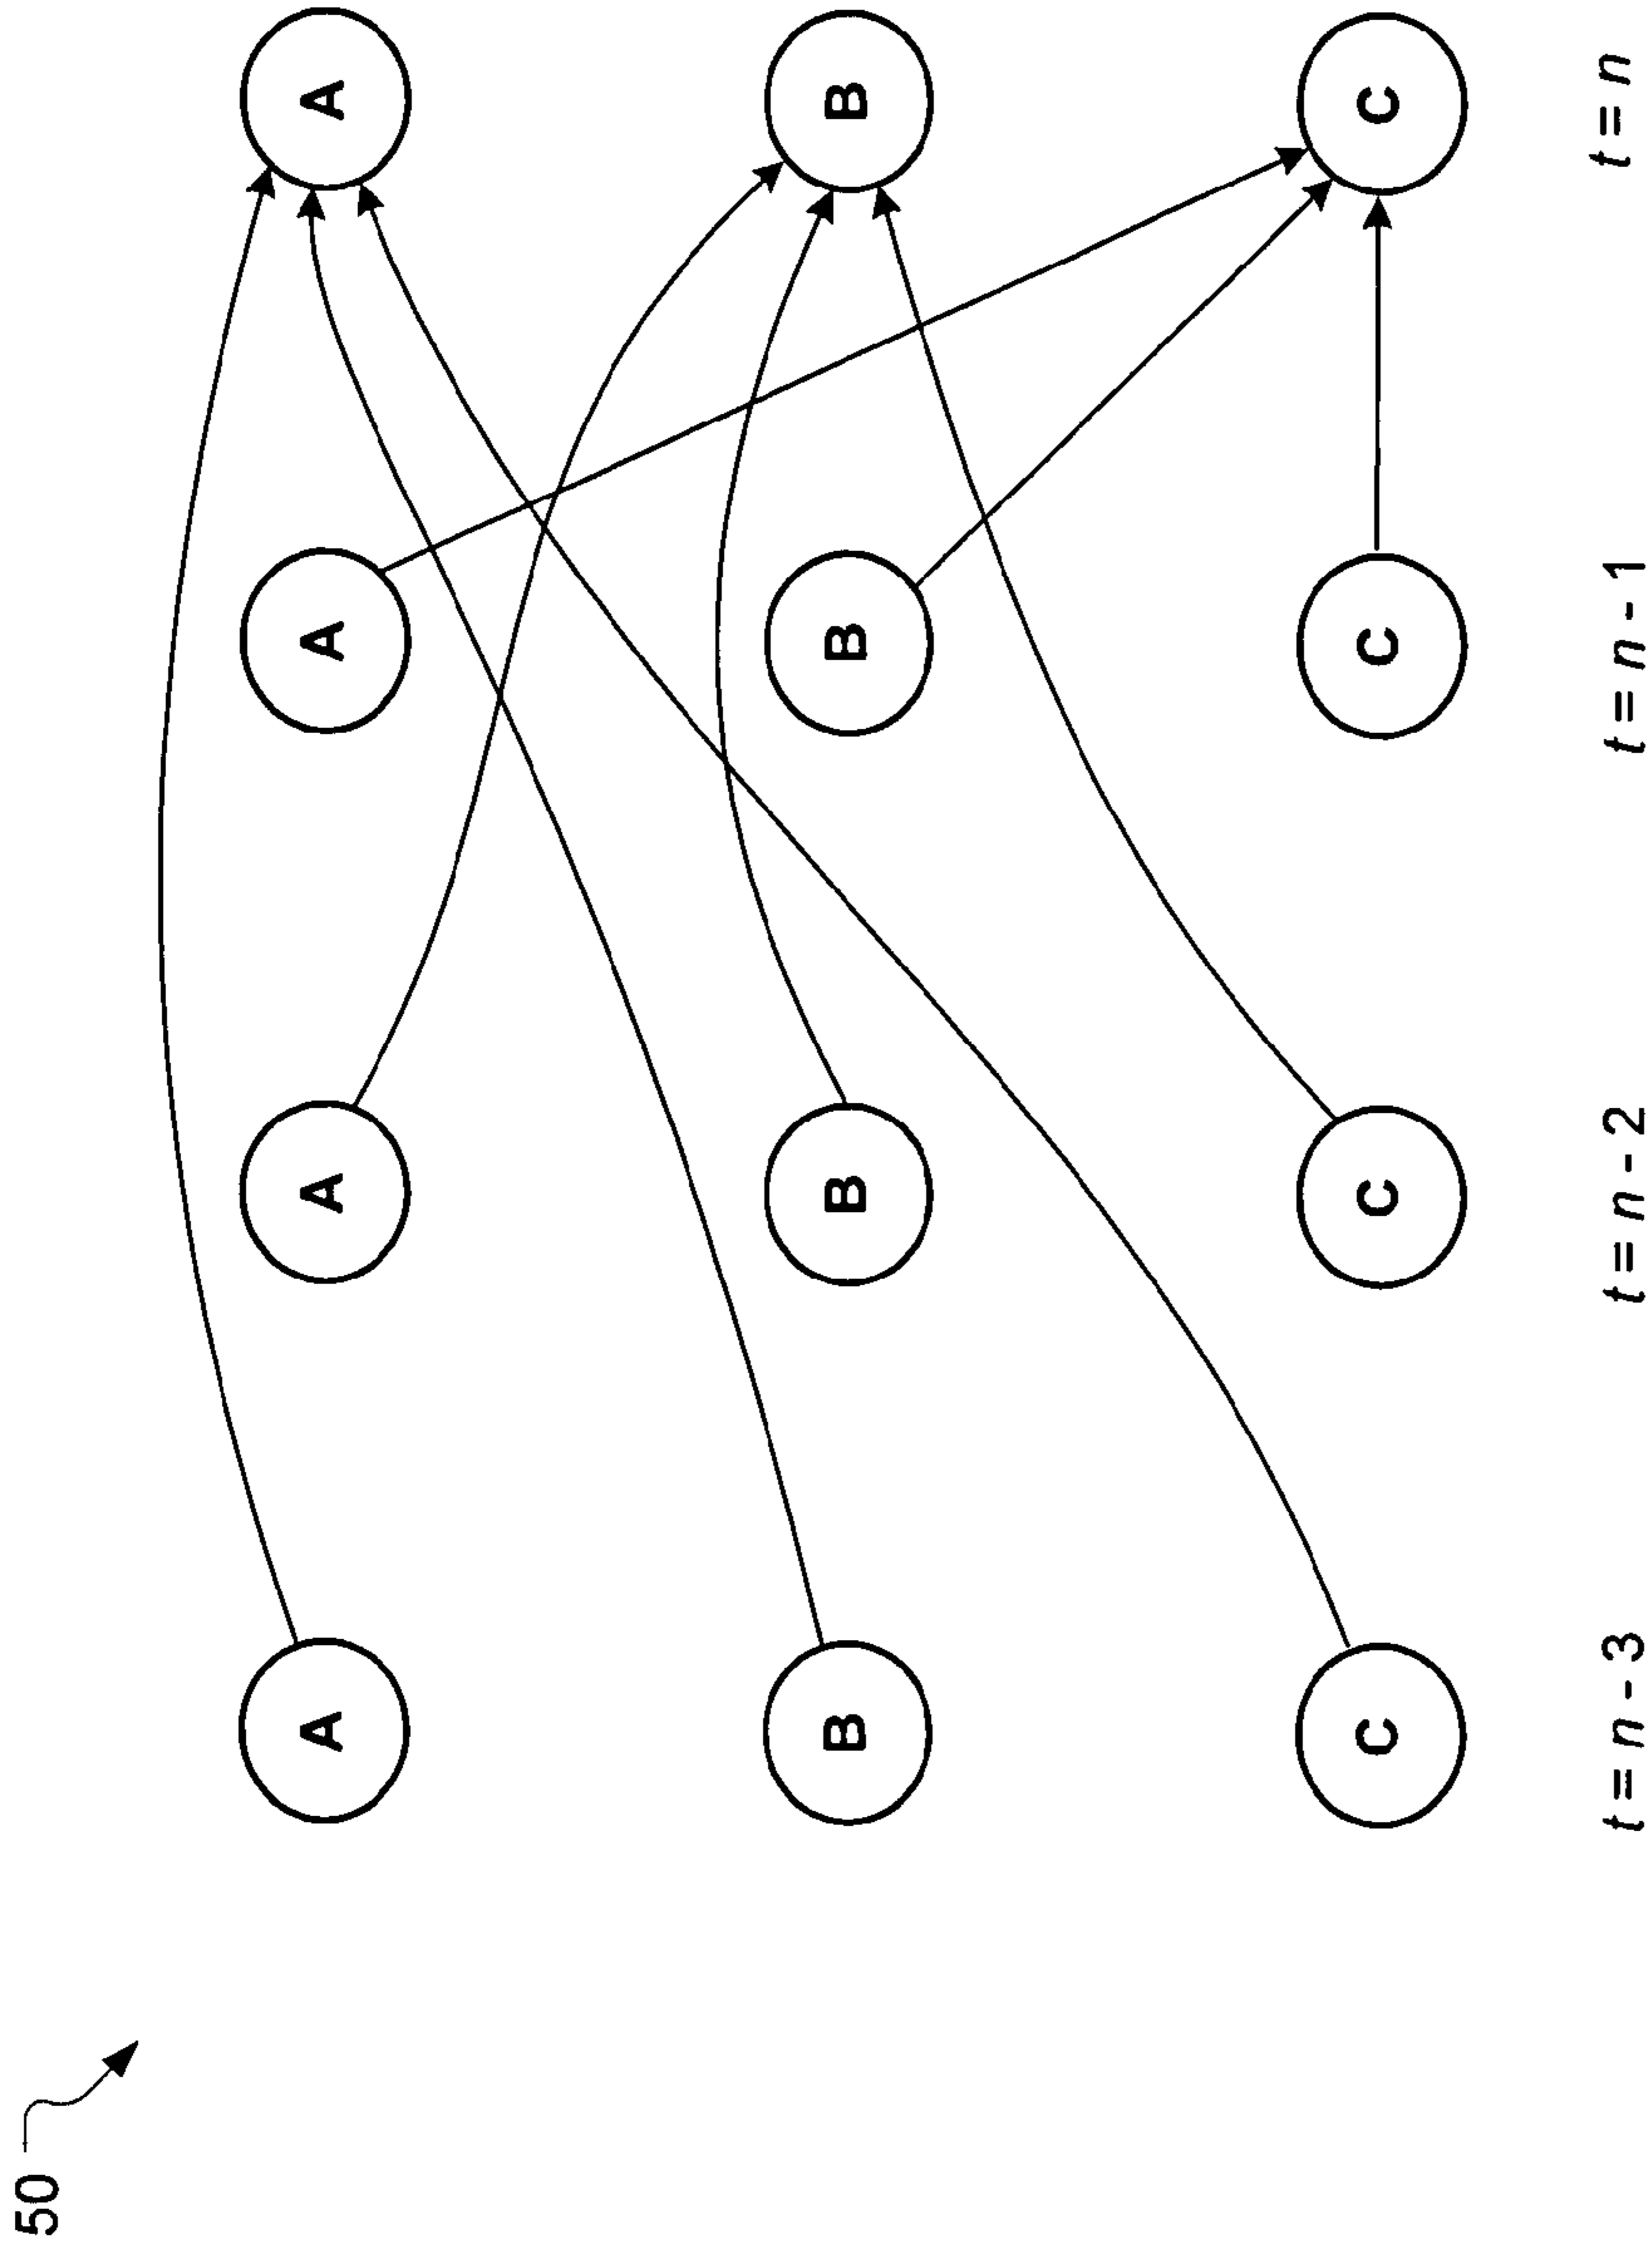 50
A A A A
B B B B
C C C C
t = n - 3 t = n - 2 t = n - 1 t = n